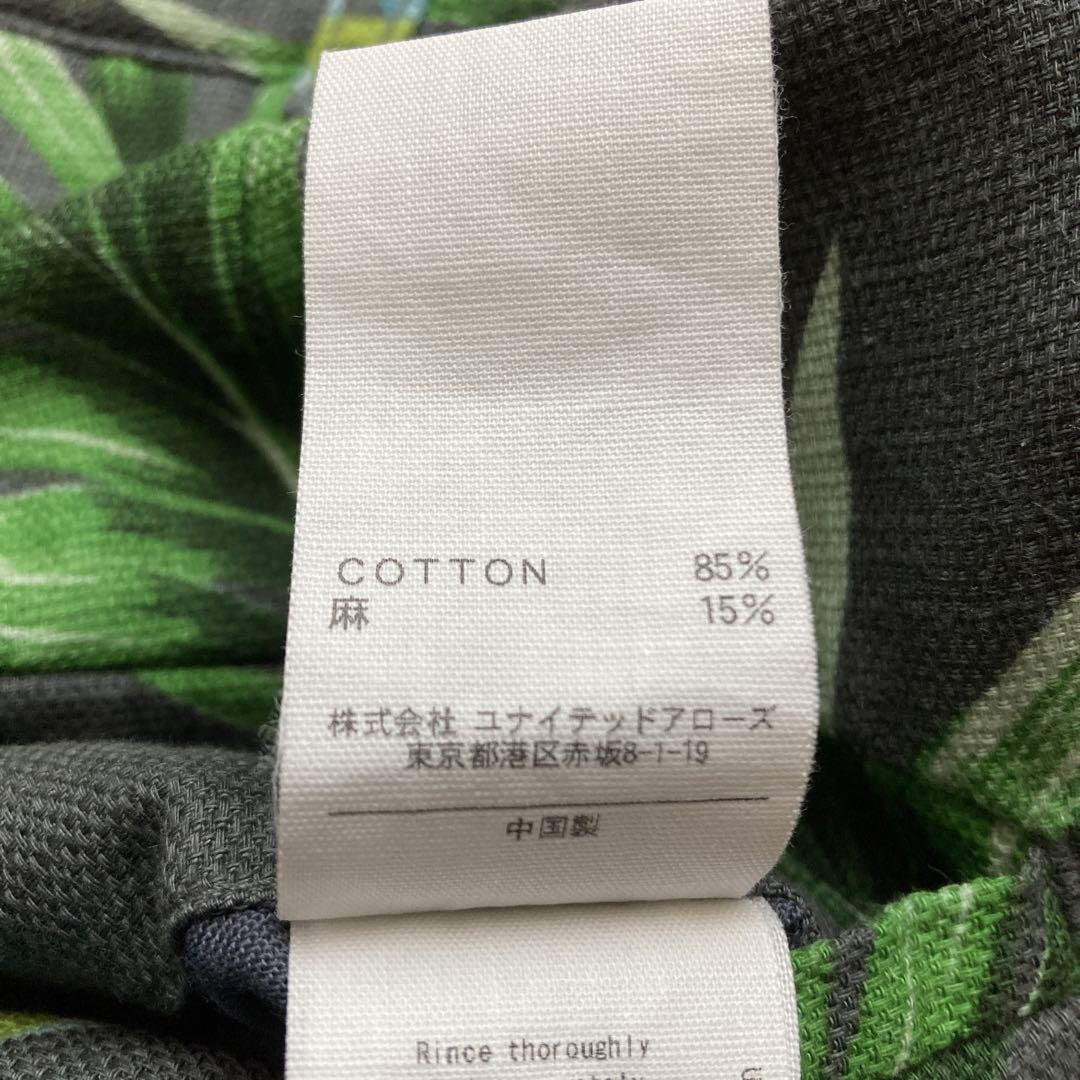 COTTON 85%
麻 15%
株式会社 ユナイテッドアローズ
東京都港区赤坂8-1-19
中国製
Rince thoroughly